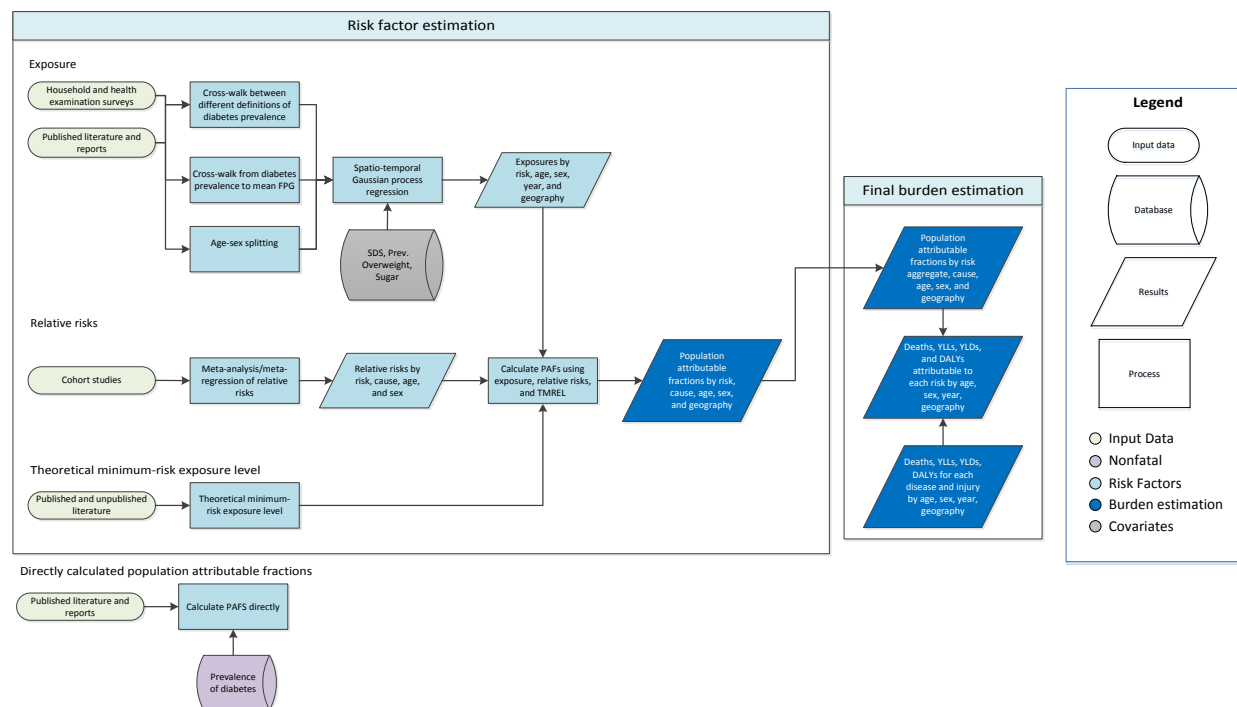 Risk factor estimation
Exposure
Household and health
examination surveys
Published literature and
reports
Cross-walk between
different definitions of
diabetes prevalence
Cross-walk from diabetes
prevalence to mean FPG
Age-sex splitting
Spatio-temporal
Gaussian process
regression
SDS, Prev.
Overweight,
Sugar
Exposures by
risk, age, sex,
year, and
geography
Relative risks
Cohort studies
Meta-analysis/meta-
regression of relative
risks
Relative risks by
risk, cause, age,
and sex
Calculate PAFs using
exposure, relative risks,
and TMREL
Population
attributable
fractions by risk,
cause, age, sex,
and geography
Theoretical minimum-risk exposure level
Published and unpublished
literature
Theoretical minimum-
risk exposure level
Final burden estimation
Population
attributable
fractions by risk
aggregate, cause,
age, sex, and
geography
Deaths, YLLs, YLDs,
and DALYs
attributable to
each risk by age,
sex, year,
geography
Deaths, YLLs, YLDs,
DALYs for each
disease and injury
by age, sex, year,
geography
Directly calculated population attributable fractions
Published literature and
reports
Calculate PAFS directly
Prevalence
of diabetes
Legend
Input data
Database
Results
Process
Input Data
Nonfatal
Risk Factors
Burden estimation
Covariates